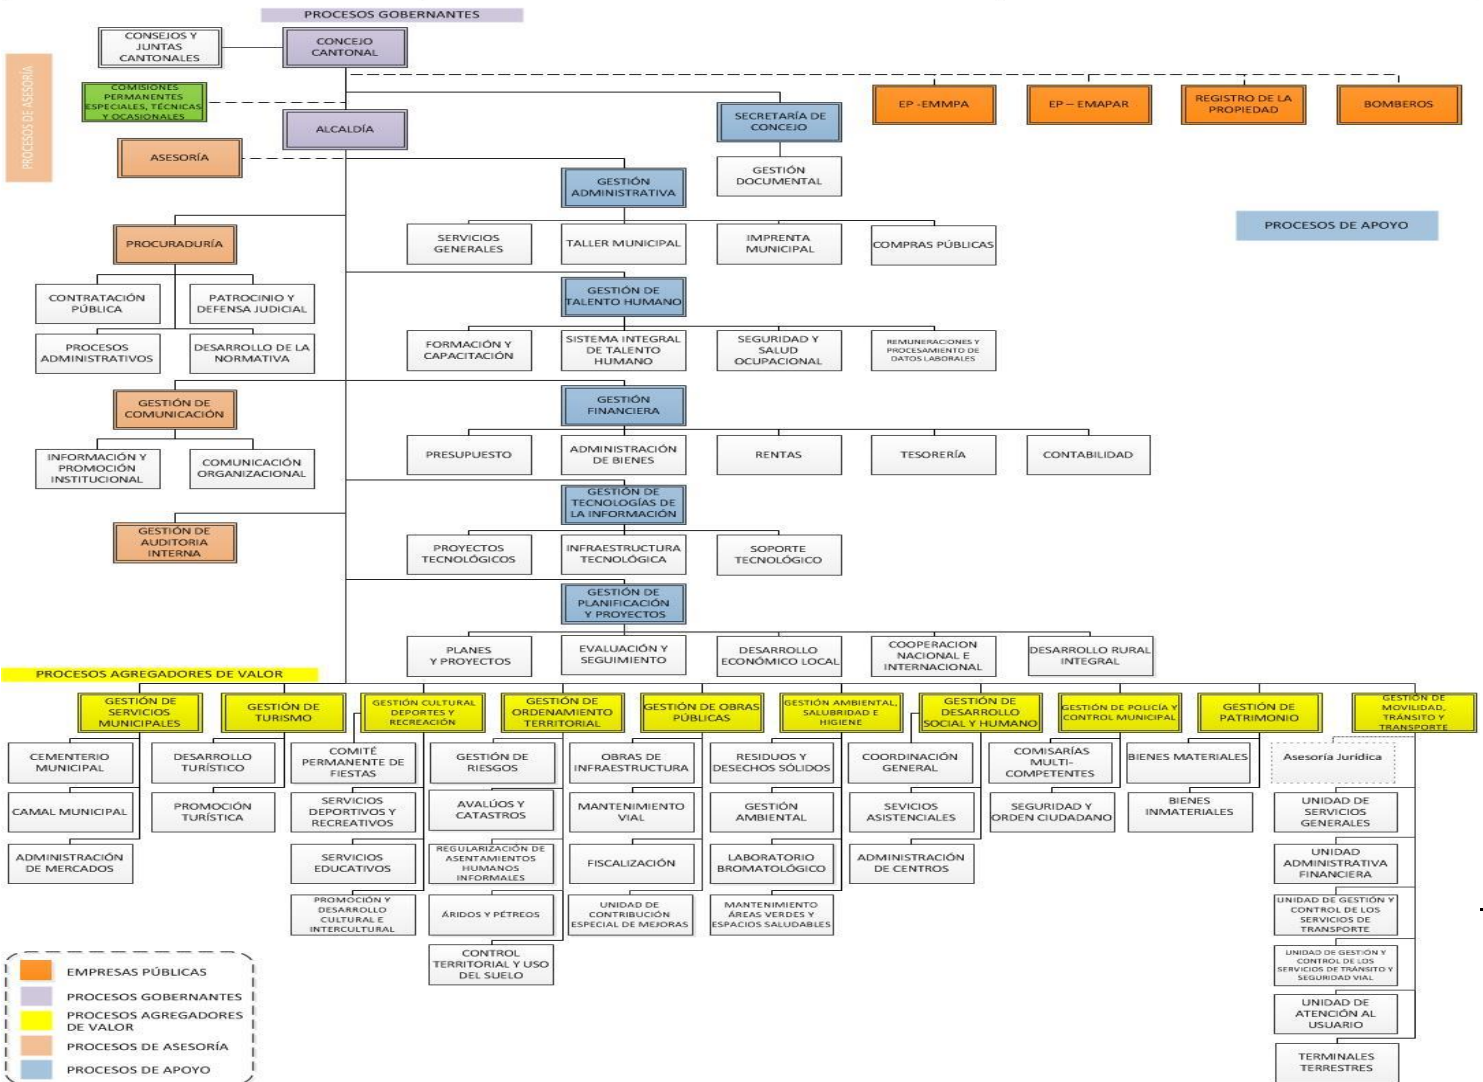 PROCESOS GOBERNANTES
CONSEJOS Y
JUNTAS
CANTONALES
CONCEJO
CANTONAL
PROCESOS DE ASESORÍA
COMISIONES
PERMANENTES
ESPECIALES, TÉCNICAS
Y OCASIONALES
ALCALDÍA
SECRETARÍA DE
CONCEJO
EP -EMMPA
EP – EMAPAR
REGISTRO DE LA
PROPIEDAD
BOMBEROS
ASESORÍA
GESTIÓN
DOCUMENTAL
GESTIÓN
ADMINISTRATIVA
PROCESOS DE APOYO
SERVICIOS
GENERALES
TALLER MUNICIPAL
IMPRENTA
MUNICIPAL
COMPRAS PÚBLICAS
PROCURADURÍA
CONTRATACIÓN
PÚBLICA
PATROCINIO Y
DEFENSA JUDICIAL
PROCESOS
ADMINISTRATIVOS
DESARROLLO DE LA
NORMATIVA
GESTIÓN DE
TALENTO HUMANO
FORMACIÓN Y
CAPACITACIÓN
SISTEMA INTEGRAL
DE TALENTO
HUMANO
SEGURIDAD Y
SALUD
OCUPACIONAL
REMUNERACIONES Y
PROCESAMIENTO DE
DATOS LABORALES
GESTIÓN DE
COMUNICACIÓN
INFORMACIÓN Y
PROMOCIÓN
INSTITUCIONAL
COMUNICACIÓN
ORGANIZACIONAL
GESTIÓN
FINANCIERA
PRESUPUESTO
ADMINISTRACIÓN
DE BIENES
RENTAS
TESORERÍA
CONTABILIDAD
GESTIÓN DE
AUDITORIA
INTERNA
GESTIÓN DE
TECNOLOGÍAS DE
LA INFORMACIÓN
PROYECTOS
TECNOLÓGICOS
INFRAESTRUCTURA
TECNOLÓGICA
SOPORTE
TECNOLÓGICO
GESTIÓN DE
PLANIFICACIÓN
Y PROYECTOS
PLANES
Y PROYECTOS
EVALUACIÓN Y
SEGUIMIENTO
DESARROLLO
ECONÓMICO LOCAL
COOPERACION
NACIONAL E
INTERNACIONAL
DESARROLLO RURAL
INTEGRAL
PROCESOS AGREGADORES DE VALOR
GESTIÓN DE
SERVICIOS
MUNICIPALES
CEMENTERIO
MUNICIPAL
CAMAL MUNICIPAL
ADMINISTRACIÓN
DE MERCADOS
GESTIÓN DE
TURISMO
DESARROLLO
TURÍSTICO
PROMOCIÓN
TURÍSTICA
GESTIÓN CULTURAL
DEPORTES Y
RECREACIÓN
COMITÉ
PERMANENTE DE
FIESTAS
SERVICIOS
DEPORTIVOS Y
RECREATIVOS
SERVICIOS
EDUCATIVOS
PROMOCIÓN Y
DESARROLLO
CULTURAL E
INTERCULTURAL
GESTIÓN DE
ORDENAMIENTO
TERRITORIAL
GESTIÓN DE
RIESGOS
AVALÚOS Y
CATASTROS
REGULARIZACIÓN DE
ASENTAMIENTOS
HUMANOS
INFORMALES
ÁRIDOS Y PÉTREOS
CONTROL
TERRITORIAL Y USO
DEL SUELO
GESTIÓN DE OBRAS
PÚBLICAS
OBRAS DE
INFRAESTRUCTURA
MANTENIMIENTO
VIAL
FISCALIZACIÓN
UNIDAD DE
CONTRIBUCIÓN
ESPECIAL DE MEJORAS
GESTIÓN AMBIENTAL,
SALUBRIDAD E
HIGIENE
RESIDUOS Y
DESECHOS SÓLIDOS
GESTIÓN
AMBIENTAL
LABORATORIO
BROMATOLÓGICO
MANTENIMIENTO
ÁREAS VERDES Y
ESPACIOS SALUDABLES
GESTIÓN DE
DESARROLLO
SOCIAL Y HUMANO
COORDINACIÓN
GENERAL
SEVICIOS
ASISTENCIALES
ADMINISTRACIÓN
DE CENTROS
GESTIÓN DE POLICÍA Y
CONTROL MUNICIPAL
COMISARÍAS
MULTI-
COMPETENTES
SEGURIDAD Y
ORDEN CIUDADANO
GESTIÓN DE
PATRIMONIO
BIENES MATERIALES
BIENES
INMATERIALES
GESTIÓN DE
MOVILIDAD,
TRÁNSITO Y
TRANSPORTE
Asesoría Jurídica
UNIDAD DE
SERVICIOS
GENERALES
UNIDAD
ADMINISTRATIVA
FINANCIERA
UNIDAD DE GESTIÓN Y
CONTROL DE LOS
SERVICIOS DE
TRANSPORTE
UNIDAD DE GESTIÓN Y
CONTROL DE LOS
SERVICIOS DE TRÁNSITO Y
SEGURIDAD VIAL
UNIDAD DE
ATENCIÓN AL
USUARIO
TERMINALES
TERRESTRES
EMPRESAS PÚBLICAS
PROCESOS GOBERNANTES
PROCESOS AGREGADORES
DE VALOR
PROCESOS DE ASESORÍA
PROCESOS DE APOYO